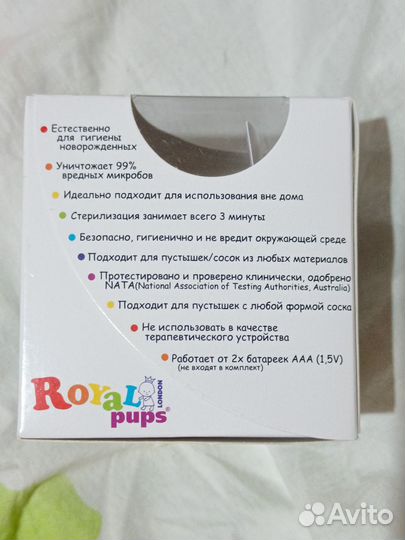 Естественно
для гигиены
новорожденных
Уничтожает 99%
вредных микробов
Идеально подходит для использования вне дома
Стерилизация занимает всего 3 минуты
Безопасно, гигиенично и не вредит окружающей среде
Подходит для пустышек/сосок из любых материалов
Протестировано и проверено клинически, одобрено
NATA(National Association of Testing Authorities, Australia)
Подходит для пустышек с любой формой соска
Не использовать в качестве
терапевтического устройства
Работает от 2х батареек AAA (1,5V)
(не входят в комплект)
Royal
pups®
LONDON
Avito